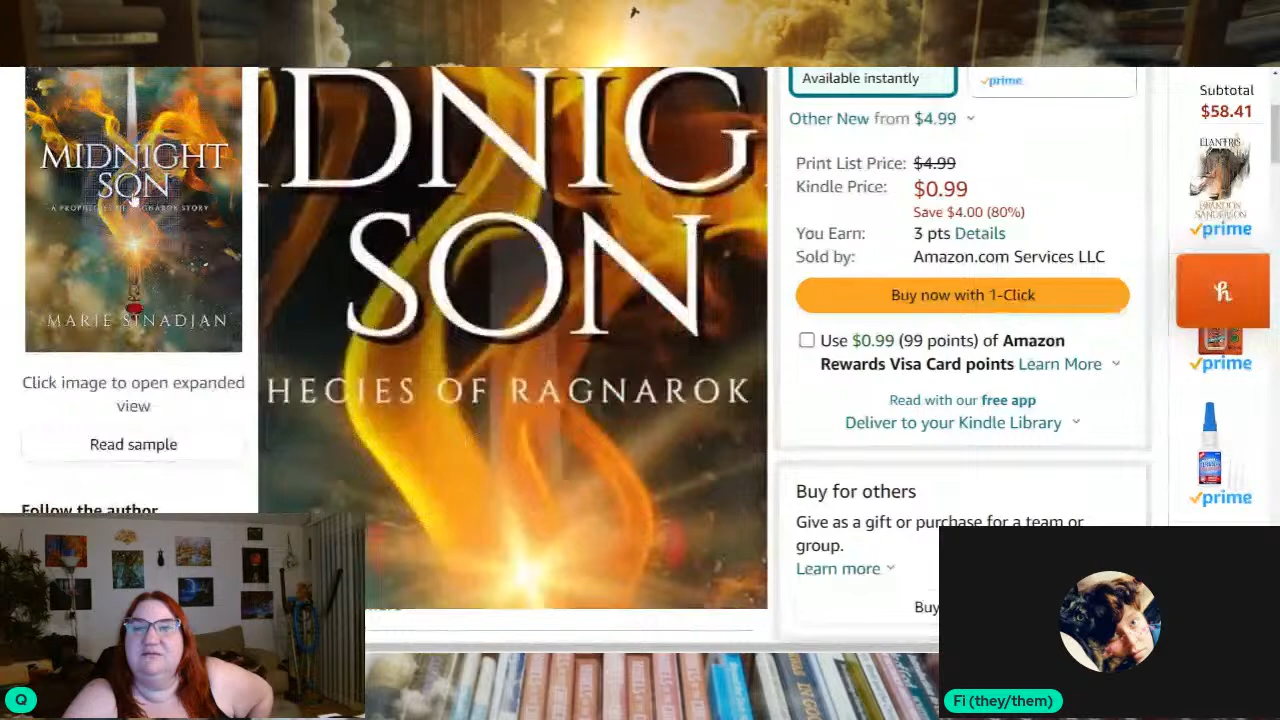 MIDNIGHT
SON
A PROPHECIES OF RAGNAROK STORY
MARIE SINADJAN
Click image to open expanded
view
Read sample
Follow the author
IDNIG
SON
HECIES OF RAGNAROK
Available instantly
prime
Other New from $4.99
Print List Price: $4.99
Kindle Price: $0.99
Save $4.00 (80%)
You Earn: 3 pts Details
Sold by: Amazon.com Services LLC
Buy now with 1-Click
Use $0.99 (99 points) of Amazon
Rewards Visa Card points Learn More
Read with our free app
Deliver to your Kindle Library
Buy for others
Give as a gift or purchase for a team or
group.
Learn more
Buy
Subtotal
$58.41
ELANTRIS
BRANDON
SANDERSON
prime
h
prime
prime
Q
Fi (they/them)